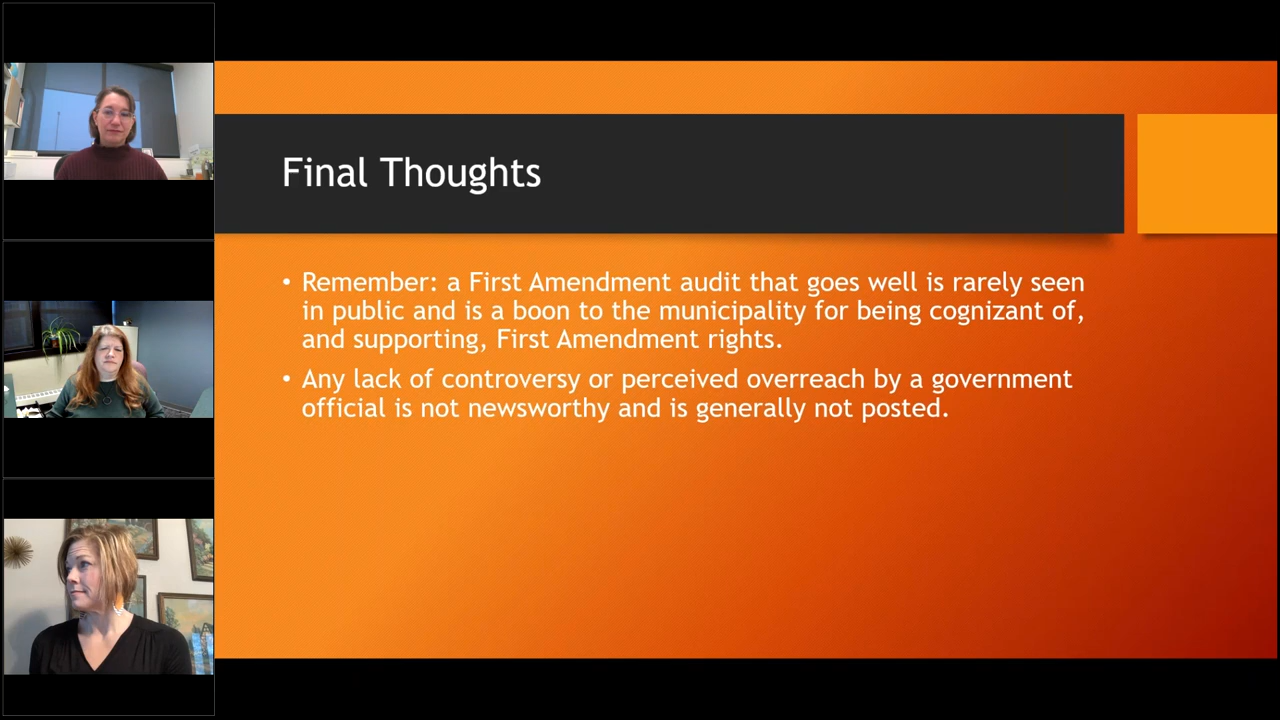 Final Thoughts
• Remember: a First Amendment audit that goes well is rarely seen
in public and is a boon to the municipality for being cognizant of,
and supporting, First Amendment rights.
• Any lack of controversy or perceived overreach by a government
official is not newsworthy and is generally not posted.